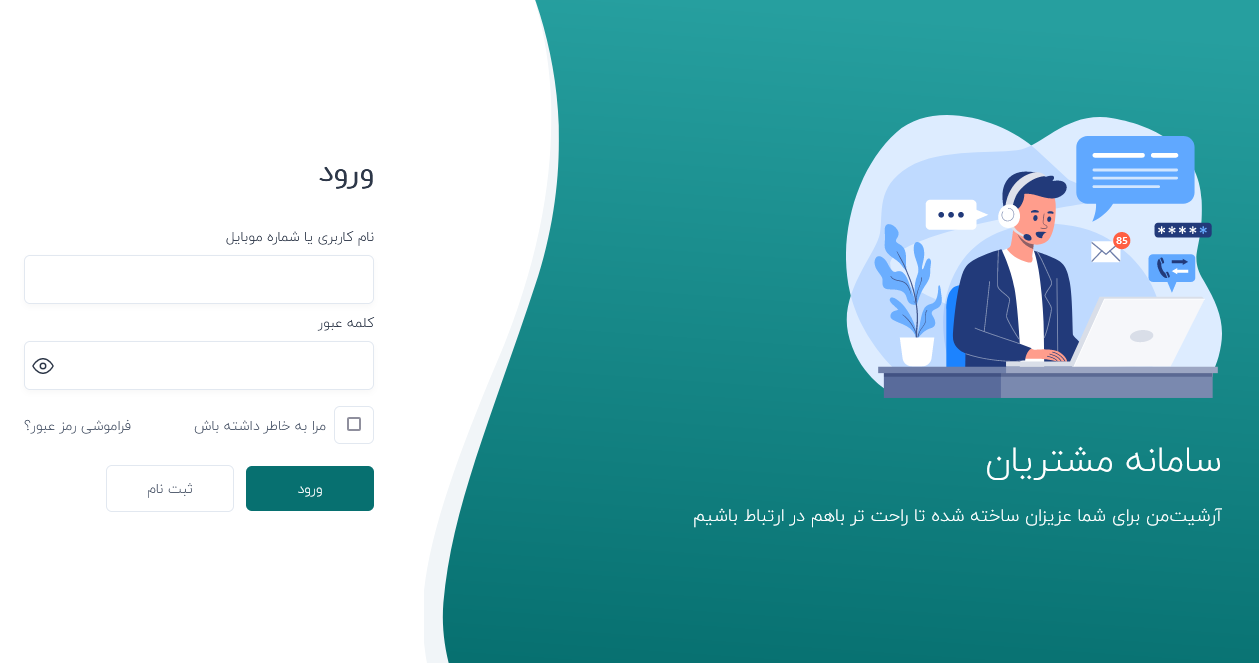 ورود
نام کاربری یا شماره موبایل
کلمه عبور
مرا به خاطر داشته باش
فراموشی رمز عبور؟
ورود
ثبت نام
85
*****
سامانه مشتریان
آرشیت‌من برای شما عزیزان ساخته شده تا راحت تر باهم در ارتباط باشیم